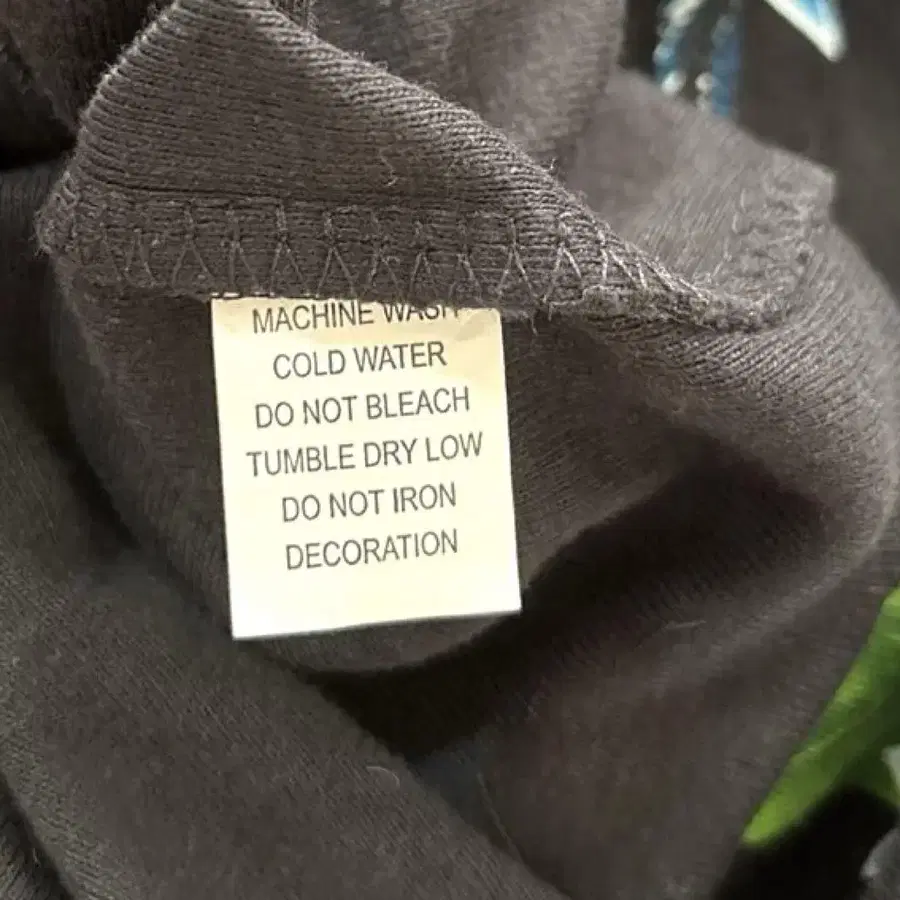 MACHINE WASH
COLD WATER
DO NOT BLEACH
TUMBLE DRY LOW
DO NOT IRON
DECORATION